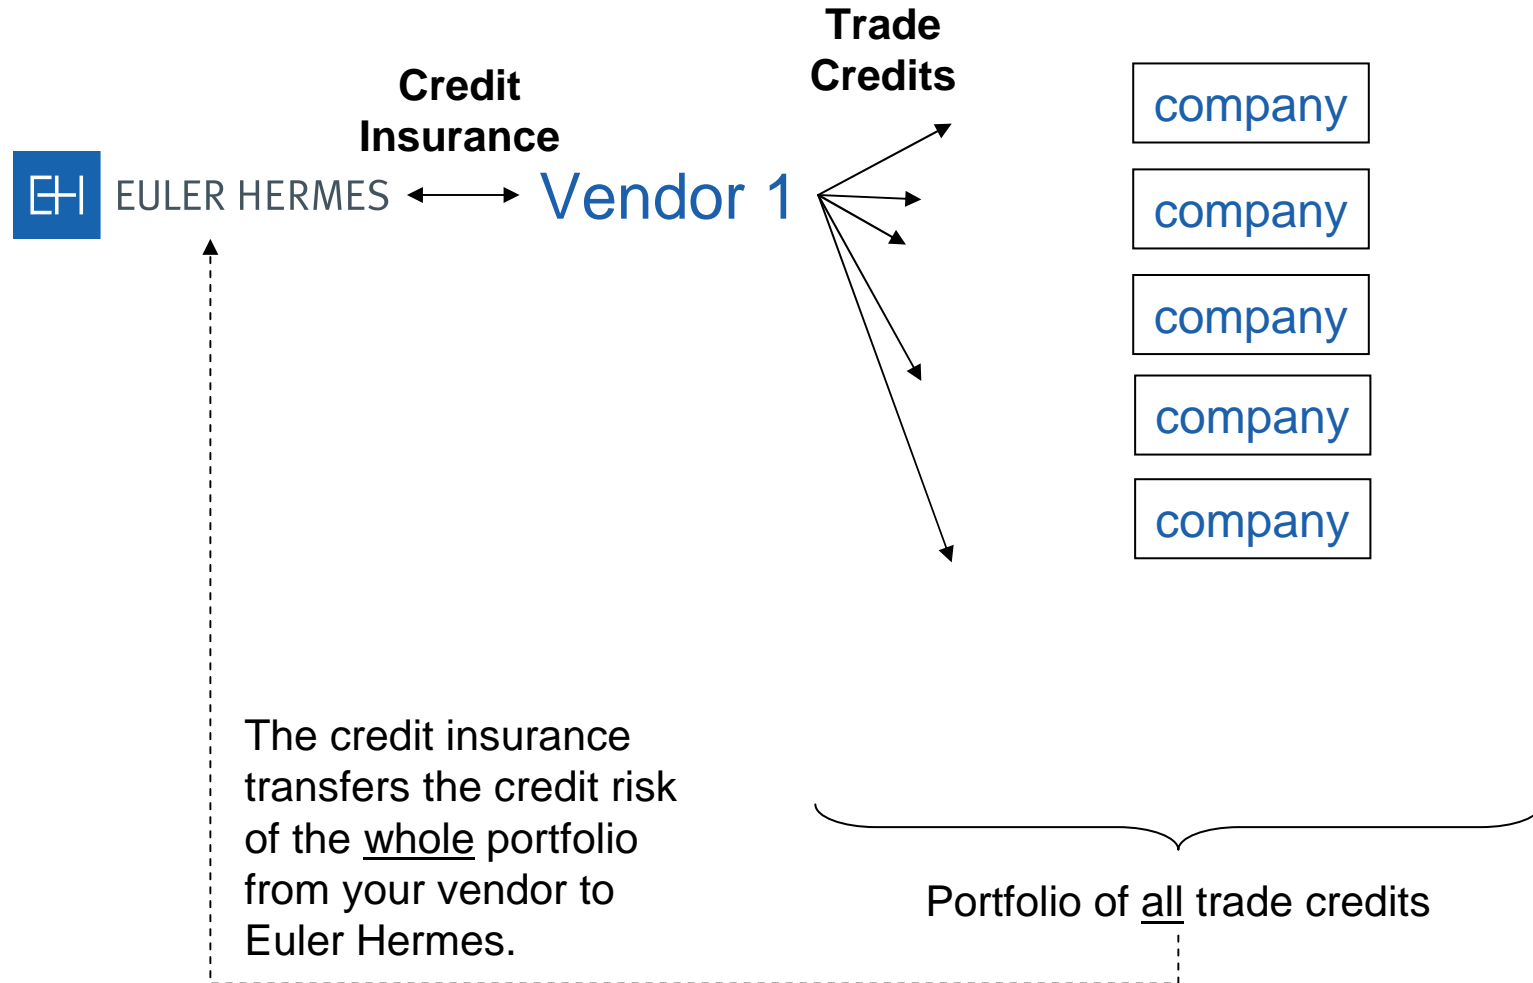 Trade
Credits
Credit
Insurance
EH EULER HERMES
Vendor 1
company
company
company
company
company
The credit insurance
transfers the credit risk
of the whole portfolio
from your vendor to
Euler Hermes.
Portfolio of all trade credits